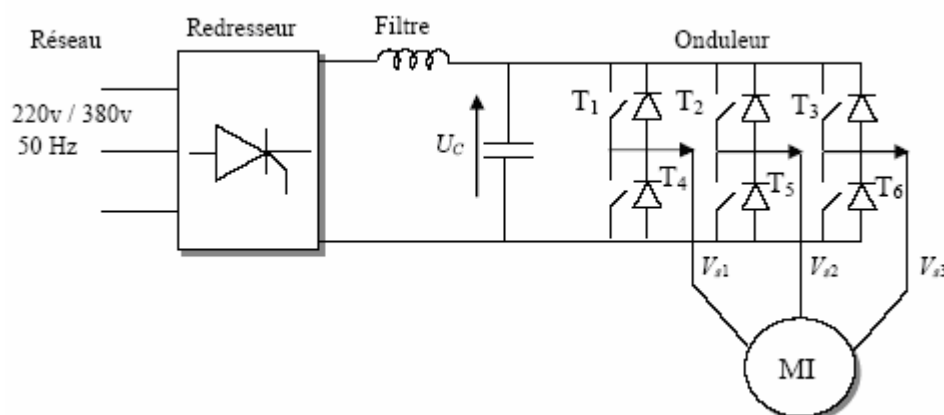 Réseau
Redresseur
Filtre
Onduleur
220v / 380v
50 Hz
U_C
T₁
T₂
T₃
T₄
T₅
T₆
V_s1
V_s2
V_s3
MI